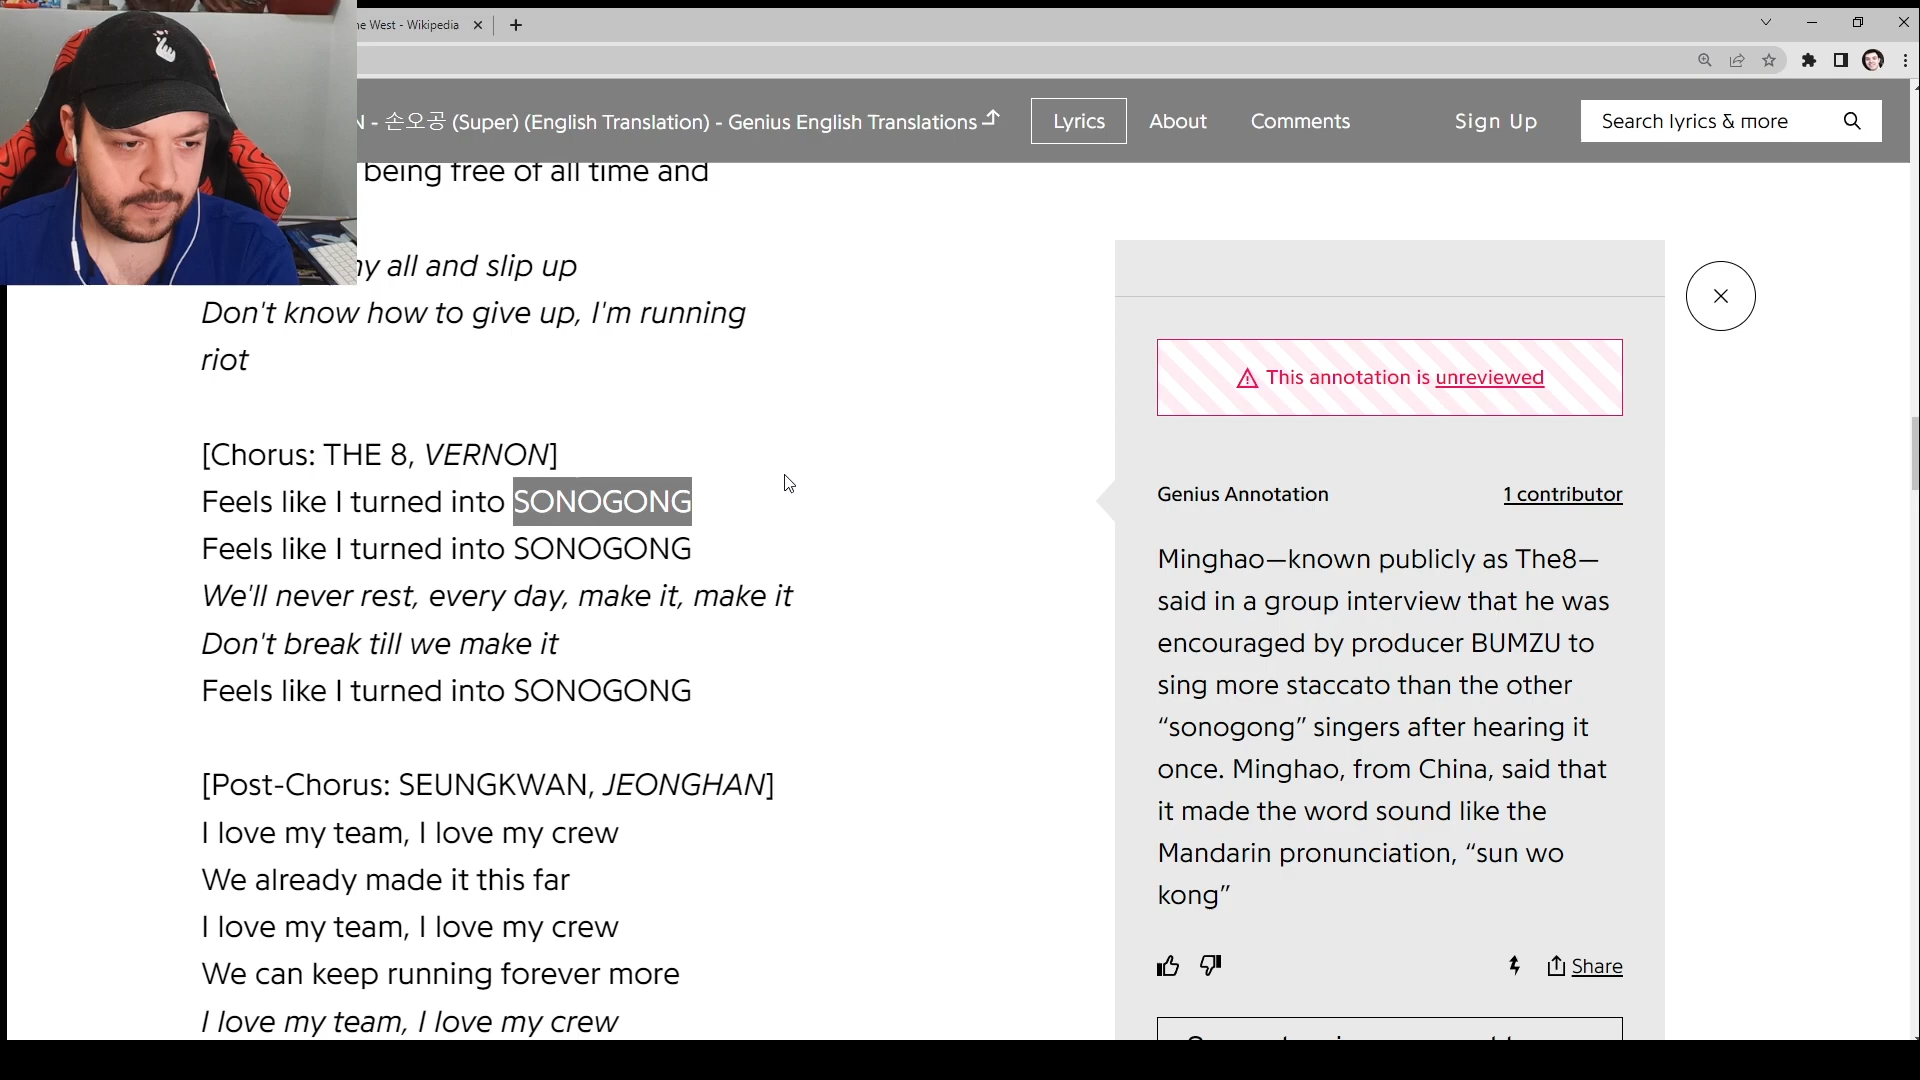 he West - Wikipedia
N - 손오공 (Super) (English Translation) - Genius English Translations
Lyrics
About
Comments
Sign Up
Search lyrics & more
being free of all time and
my all and slip up
Don't know how to give up, I'm running
riot
[Chorus: THE 8, VERNON]
Feels like I turned into SONOGONG
Feels like I turned into SONOGONG
We'll never rest, every day, make it, make it
Don't break till we make it
Feels like I turned into SONOGONG
[Post-Chorus: SEUNGKWAN, JEONGHAN]
I love my team, I love my crew
We already made it this far
I love my team, I love my crew
We can keep running forever more
I love my team, I love my crew
This annotation is unreviewed
Genius Annotation
1 contributor
Minghao—known publicly as The8—
said in a group interview that he was
encouraged by producer BUMZU to
sing more staccato than the other
“sonogong” singers after hearing it
once. Minghao, from China, said that
it made the word sound like the
Mandarin pronunciation, “sun wo
kong”
Share